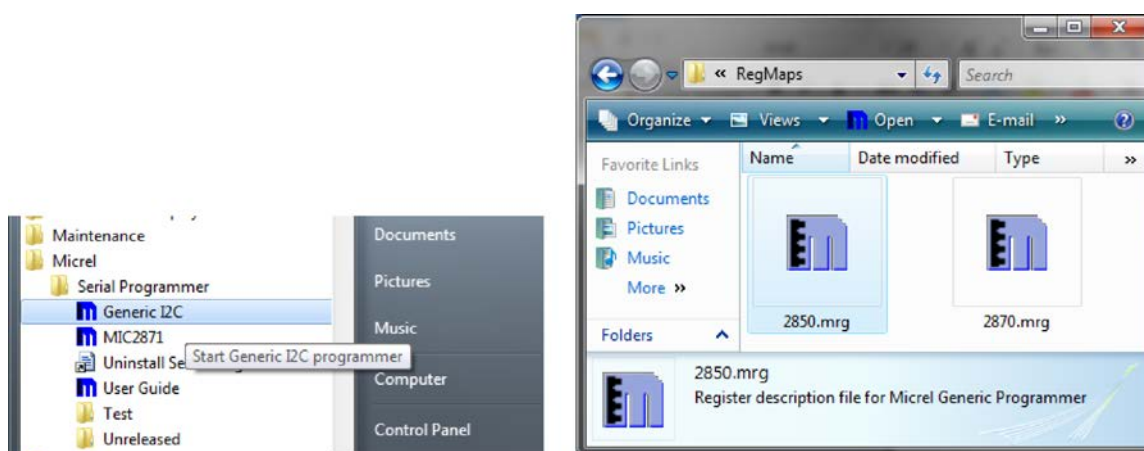 Maintenance
Micrel
Serial Programmer
Generic I2C
MIC2871
Uninstall Se
Start Generic I2C programmer
User Guide
Test
Unreleased
Documents
Pictures
Music
Computer
Control Panel
« RegMaps
Search
Organize Views Open E-mail »
Favorite Links
Documents
Pictures
Music
More »
Folders
Name Date modified Type »
2850.mrg
2870.mrg
2850.mrg
Register description file for Micrel Generic Programmer